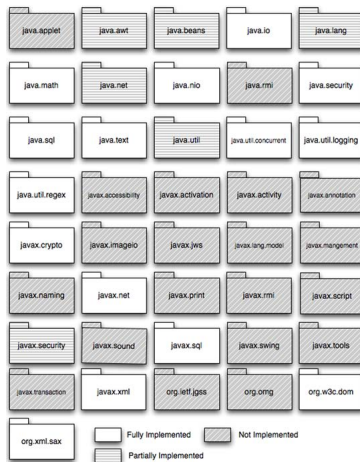 java.applet java.awt java.beans java.io java.lang
java.math java.net java.nio java.rmi java.security
java.sql java.text java.util java.util.concurrent java.util.logging
java.util.regex javax.accessibility javax.activation javax.activity javax.annotation
javax.crypto javax.imageio javax.jws javax.lang.model javax.mangement
javax.naming javax.net javax.print javax.rmi javax.script
javax.security javax.sound javax.sql javax.swing javax.tools
javax.transaction javax.xml org.ietf.jgss org.omg org.w3c.dom
org.xml.sax Fully Implemented Not Implemented
Partially Implemented